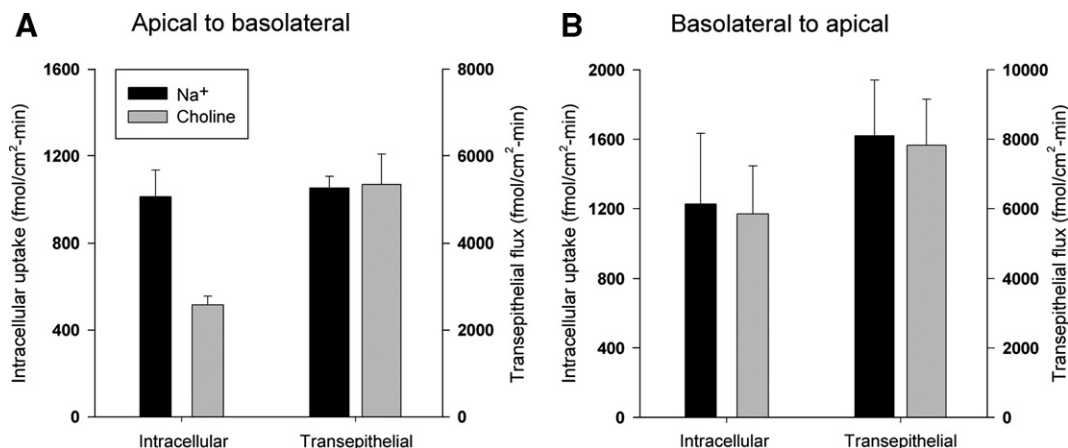 A
Apical to basolateral
1600
1200
800
400
0
Intracellular uptake (fmol/cm²-min)
Na⁺
Choline
8000
6000
4000
2000
0
Transepithelial flux (fmol/cm²-min)
Intracellular
Transepithelial
B
Basolateral to apical
2000
1600
1200
800
400
0
Intracellular uptake (fmol/cm²-min)
10000
8000
6000
4000
2000
0
Transepithelial flux (fmol/cm²-min)
Intracellular
Transepithelial